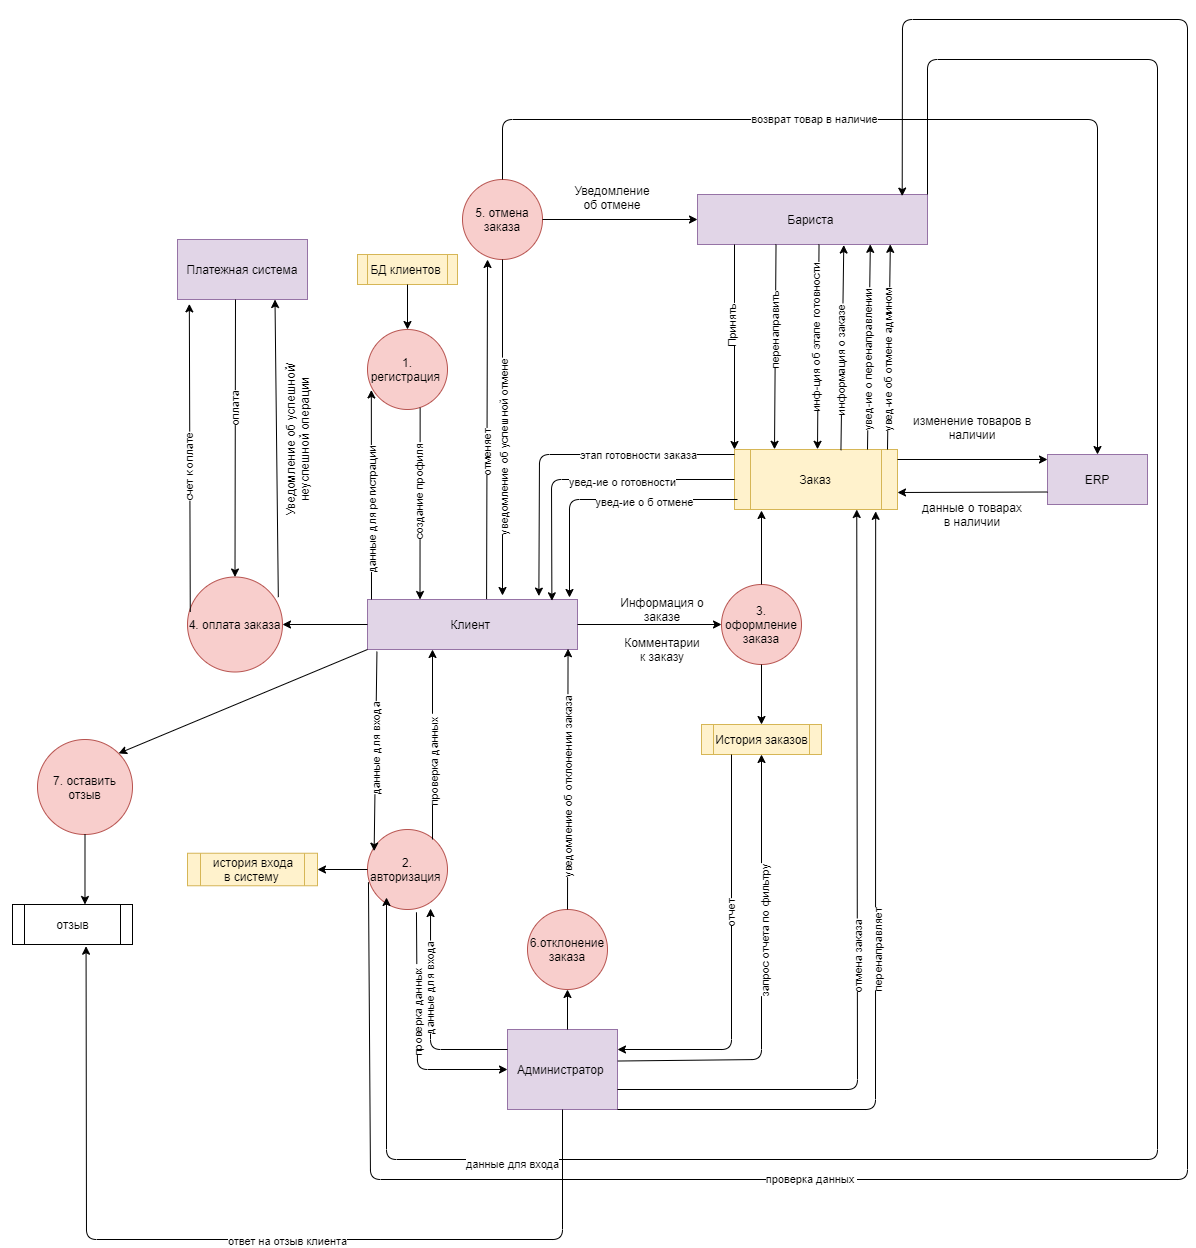 возврат товар в наличие
5. отмена
заказа
Уведомление
об отмене
Бариста
Платежная система
БД клиентов
1.
регистрация
Принять
перенаправить
инф-ция об этапе готовности
информация о заказе
увед-ие о перенаправлении
увед-ие об отмене админом
счет к оплате
оплата
Уведомление об успешной/
неуспешной операции
данные для регистрации
создание профиля
отменяет
уведомление об успешной отмене
этап готовности заказа
увед-ие о готовности
увед-ие о б отмене
Заказ
изменение товаров в
наличии
ERP
данные о товарах
в наличии
4. оплата заказа
Клиент
Информация о
заказе
Комментарии
к заказу
3.
оформление
заказа
История заказов
7. оставить
отзыв
данные для входа
проверка данных
уведомление об отклонении заказа
2.
авторизация
история входа
в систему
отзыв
6.отклонение
заказа
проверка данных
данные для входа
отчет
запрос отчета по фильтру
отмена заказа
перенаправляет
Администратор
данные для входа
проверка данных
ответ на отзыв клиента